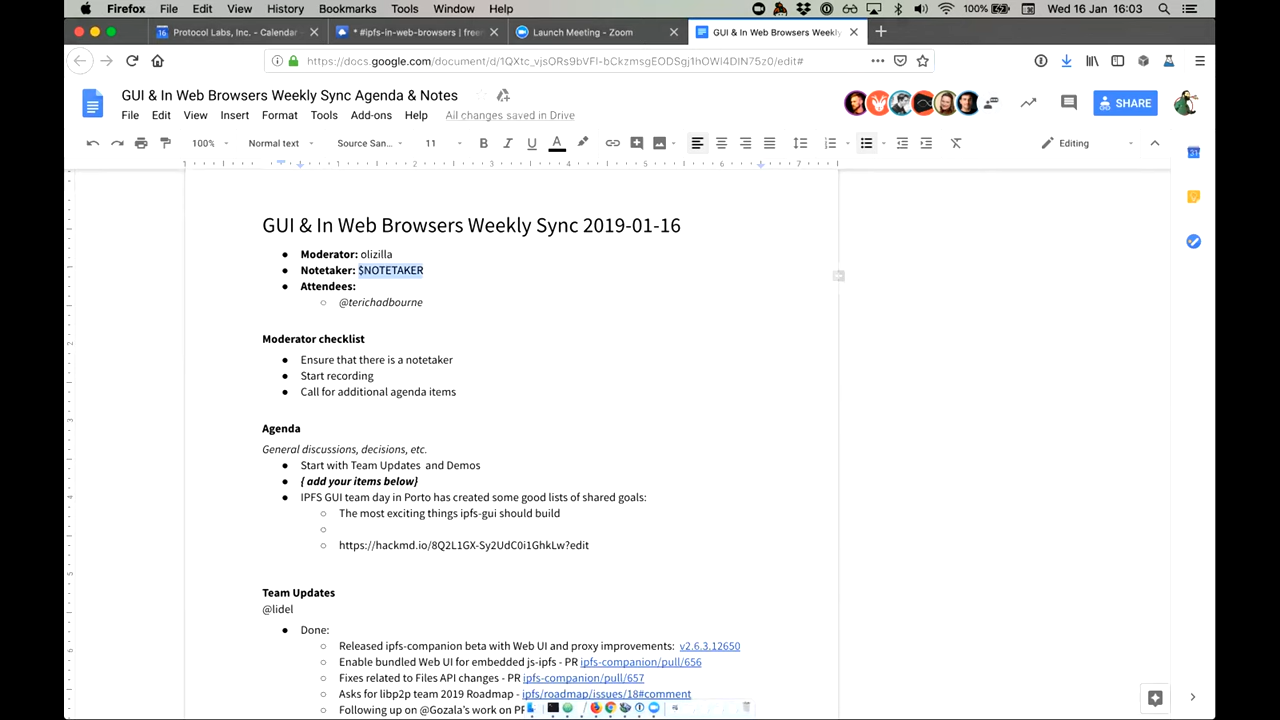 Firefox File Edit View History Bookmarks Tools Window Help 100% Wed 16 Jan 16:03
Protocol Labs, Inc. - Calendar
* #ipfs-in-web-browsers | free
Launch Meeting - Zoom
GUI & In Web Browsers Weekly
https://docs.google.com/document/d/1QXtc_vjsORs9bVFI-bCkzmsgEODSgj1hOWI4DIN75z0/edit#
GUI & In Web Browsers Weekly Sync Agenda & Notes
File Edit View Insert Format Tools Add-ons Help All changes saved in Drive
SHARE
100% Normal text Source San... 11 B I U A Editing
1 1 2 3 4 5 6 7
GUI & In Web Browsers Weekly Sync 2019-01-16
● Moderator: olizilla
● Notetaker: $NOTETAKER
● Attendees:
○ @terichadbourne
Moderator checklist
● Ensure that there is a notetaker
● Start recording
● Call for additional agenda items
Agenda
General discussions, decisions, etc.
● Start with Team Updates and Demos
● { add your items below}
● IPFS GUI team day in Porto has created some good lists of shared goals:
○ The most exciting things ipfs-gui should build
○
○ https://hackmd.io/8Q2L1GX-Sy2UdC0i1GhkLw?edit
Team Updates
@lidel
● Done:
○ Released ipfs-companion beta with Web UI and proxy improvements: v2.6.3.12650
○ Enable bundled Web UI for embedded js-ipfs - PR ipfs-companion/pull/656
○ Fixes related to Files API changes - PR ipfs-companion/pull/657
○ Asks for libp2p team 2019 Roadmap - ipfs/roadmap/issues/18#comment
○ Following up on @Gozala's work on PR